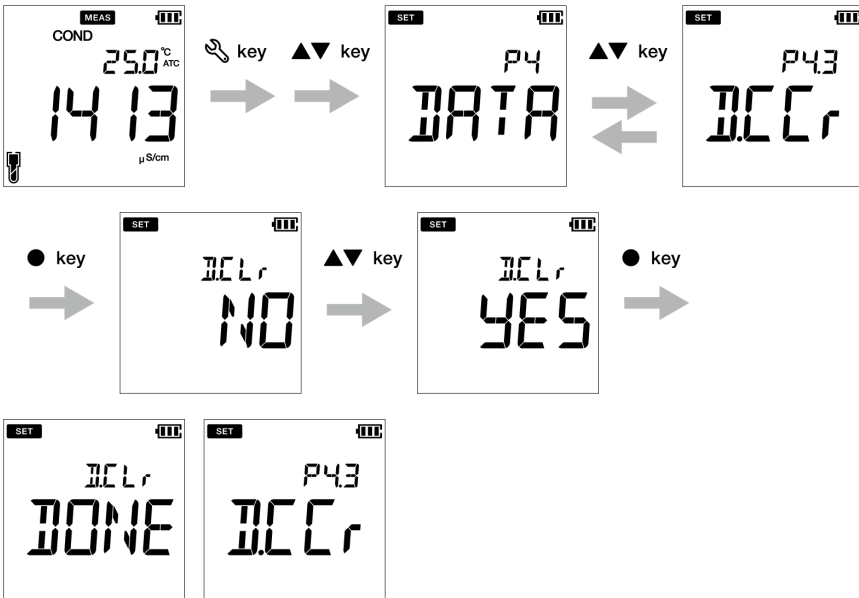 MEAS
COND
25.0 °C
ATC
1413
µS/cm
key
▲▼ key
SET
P4
DATA
▲▼ key
SET
P4.3
D.CCr
● key
SET
D.CLr
NO
▲▼ key
SET
D.CLr
YES
● key
SET
D.CLr
DONE
SET
P4.3
D.CCr